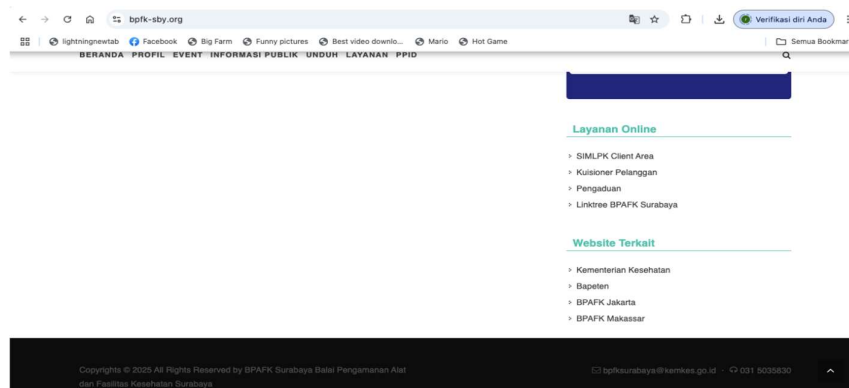 bpfk-sby.org
Verifikasi diri Anda
lightningnewtab Facebook Big Farm Funny pictures Best video downlo... Mario Hot Game Semua Bookmar
BERANDA PROFIL EVENT INFORMASI PUBLIK UNDUH LAYANAN PPID
Layanan Online
SIMLPK Client Area
Kuisioner Pelanggan
Pengaduan
Linktree BPAFK Surabaya
Website Terkait
Kementerian Kesehatan
Bapeten
BPAFK Jakarta
BPAFK Makassar
Copyrights © 2025 All Rights Reserved by BPAFK Surabaya Balai Pengamanan Alat
dan Fasilitas Kesehatan Surabaya
bpfksurabaya@kemkes.go.id · 031 5035830